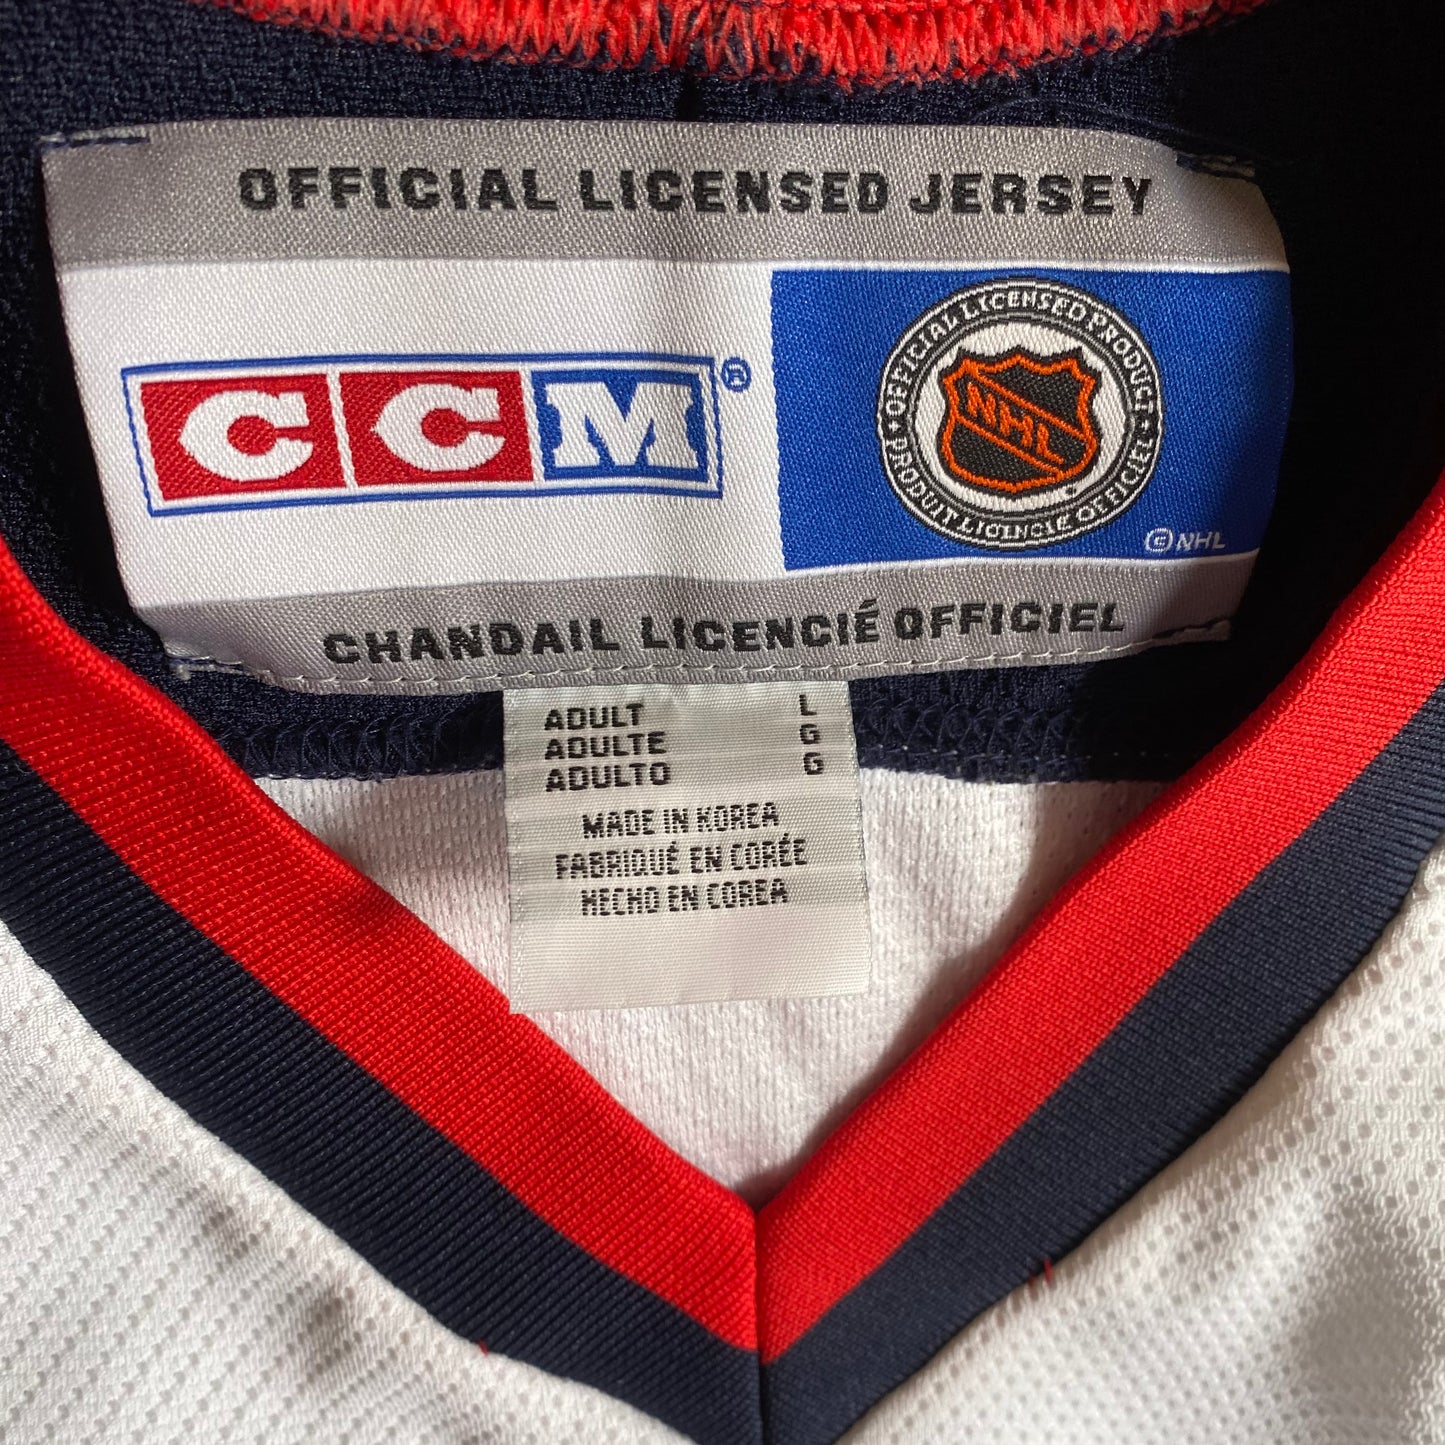 OFFICIAL LICENSED JERSEY
CCM®
OFFICIAL LICENSED PRODUCT
NHL
PRODUIT LICENCIÉ OFFICIEL
© NHL
CHANDAIL LICENCIÉ OFFICIEL
ADULT L
ADULTE G
ADULTO G
MADE IN KOREA
FABRIQUÉ EN CORÉE
HECHO EN COREA